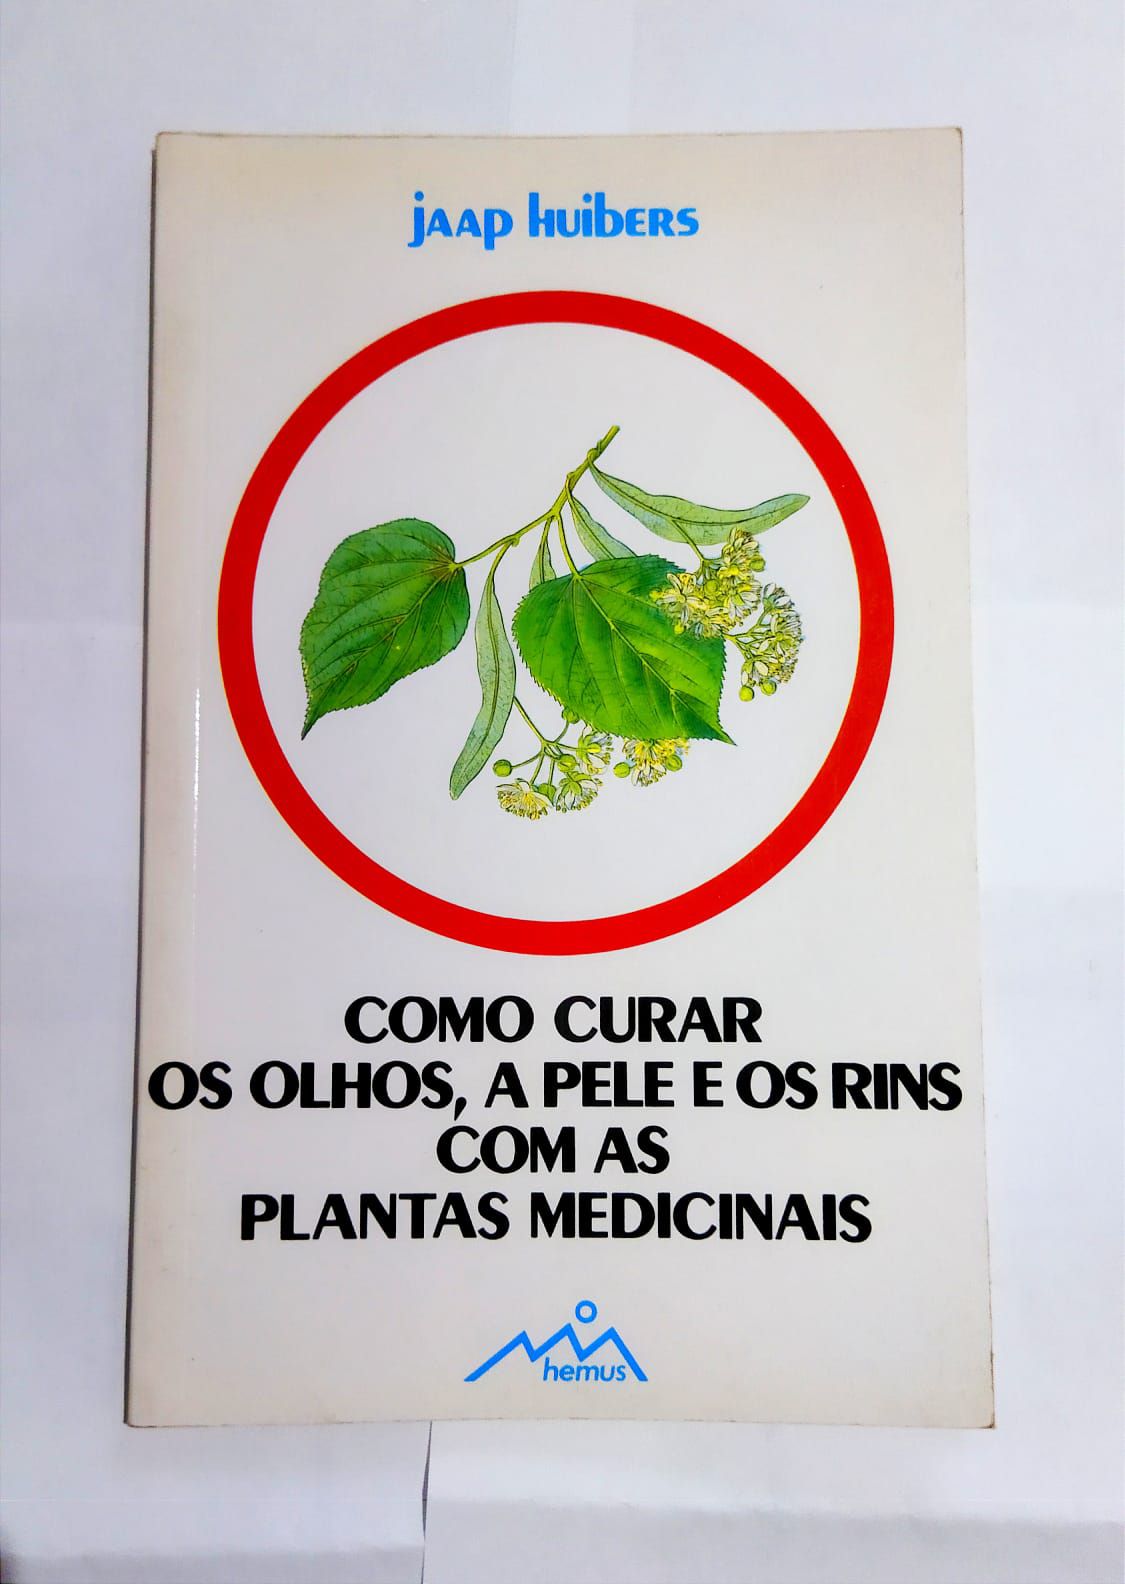 jaap huibers
COMO CURAR
OS OLHOS, A PELE E OS RINS
COM AS
PLANTAS MEDICINAIS
hemus